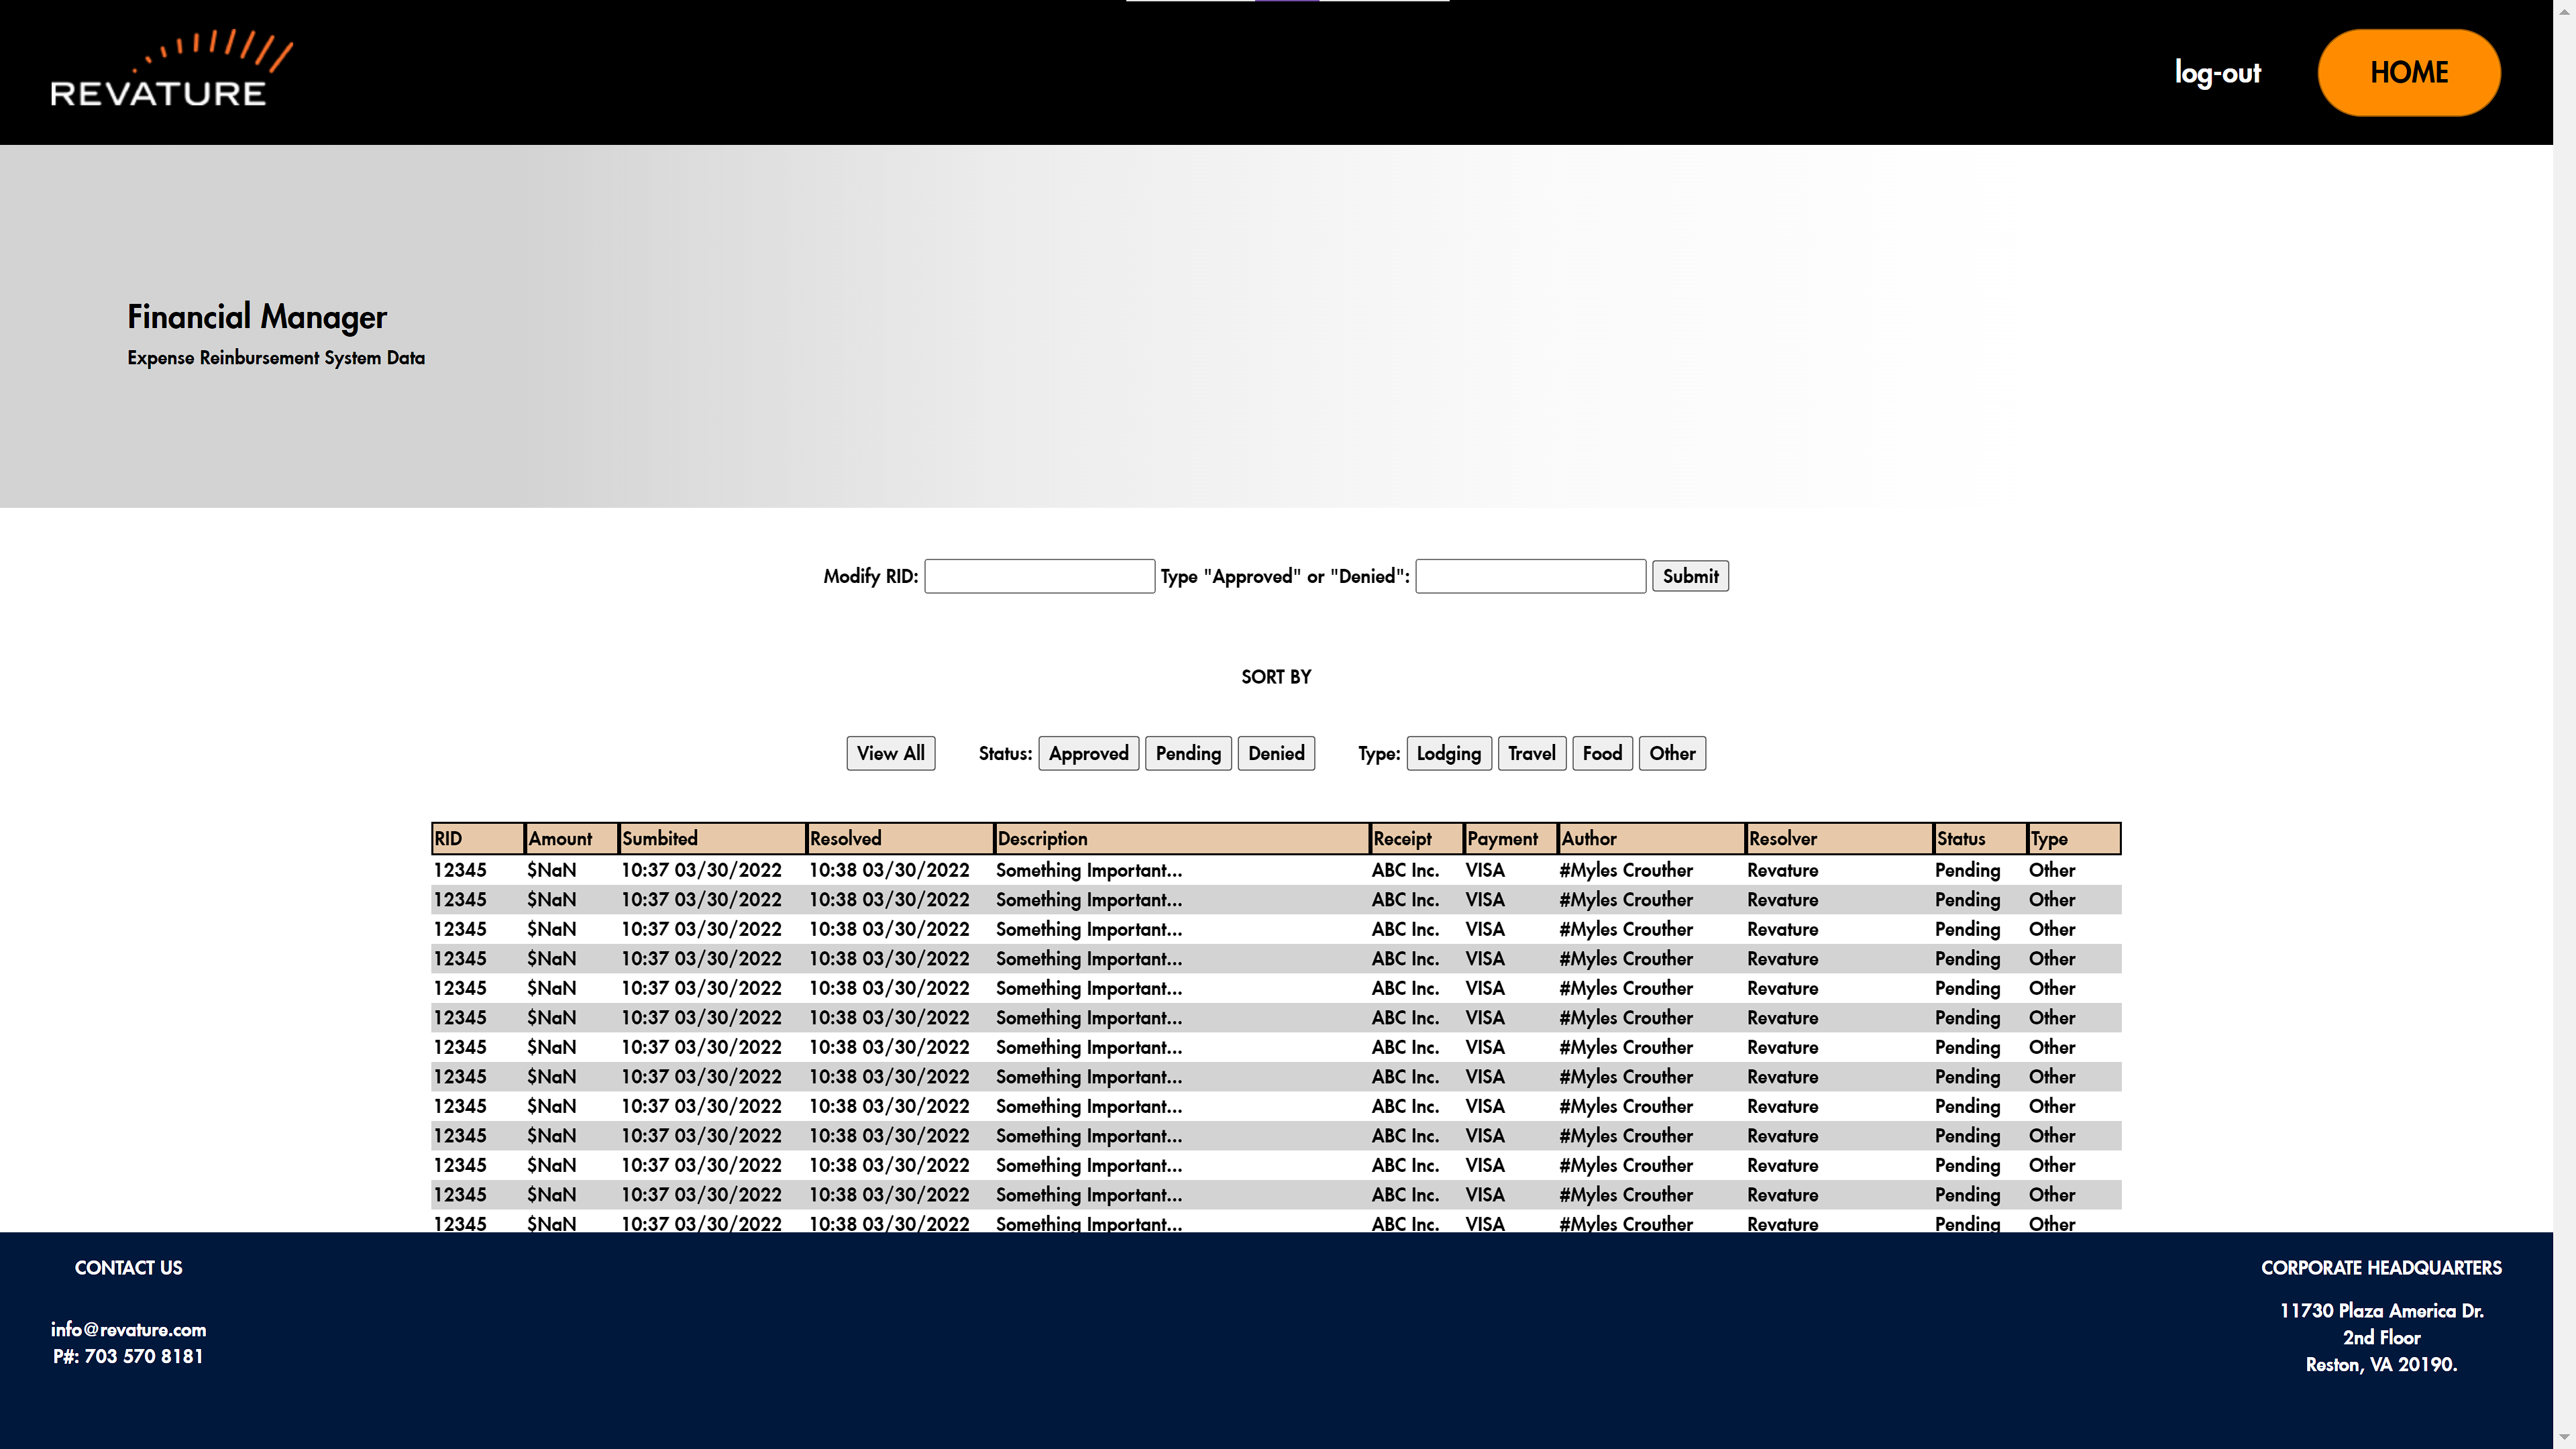 REVATURE
log-out
HOME
Financial Manager
Expense Reinbursement System Data
Modify RID: Type "Approved" or "Denied": Submit
SORT BY
View All Status: Approved Pending Denied Type: Lodging Travel Food Other
RID Amount Sumbited Resolved Description Receipt Payment Author Resolver Status Type
12345 $NaN 10:37 03/30/2022 10:38 03/30/2022 Something Important... ABC Inc. VISA #Myles Crouther Revature Pending Other
12345 $NaN 10:37 03/30/2022 10:38 03/30/2022 Something Important... ABC Inc. VISA #Myles Crouther Revature Pending Other
12345 $NaN 10:37 03/30/2022 10:38 03/30/2022 Something Important... ABC Inc. VISA #Myles Crouther Revature Pending Other
12345 $NaN 10:37 03/30/2022 10:38 03/30/2022 Something Important... ABC Inc. VISA #Myles Crouther Revature Pending Other
12345 $NaN 10:37 03/30/2022 10:38 03/30/2022 Something Important... ABC Inc. VISA #Myles Crouther Revature Pending Other
12345 $NaN 10:37 03/30/2022 10:38 03/30/2022 Something Important... ABC Inc. VISA #Myles Crouther Revature Pending Other
12345 $NaN 10:37 03/30/2022 10:38 03/30/2022 Something Important... ABC Inc. VISA #Myles Crouther Revature Pending Other
12345 $NaN 10:37 03/30/2022 10:38 03/30/2022 Something Important... ABC Inc. VISA #Myles Crouther Revature Pending Other
12345 $NaN 10:37 03/30/2022 10:38 03/30/2022 Something Important... ABC Inc. VISA #Myles Crouther Revature Pending Other
12345 $NaN 10:37 03/30/2022 10:38 03/30/2022 Something Important... ABC Inc. VISA #Myles Crouther Revature Pending Other
12345 $NaN 10:37 03/30/2022 10:38 03/30/2022 Something Important... ABC Inc. VISA #Myles Crouther Revature Pending Other
12345 $NaN 10:37 03/30/2022 10:38 03/30/2022 Something Important... ABC Inc. VISA #Myles Crouther Revature Pending Other
12345 $NaN 10:37 03/30/2022 10:38 03/30/2022 Something Important... ABC Inc. VISA #Myles Crouther Revature Pending Other
CONTACT US
info@revature.com
P#: 703 570 8181
CORPORATE HEADQUARTERS
11730 Plaza America Dr.
2nd Floor
Reston, VA 20190.